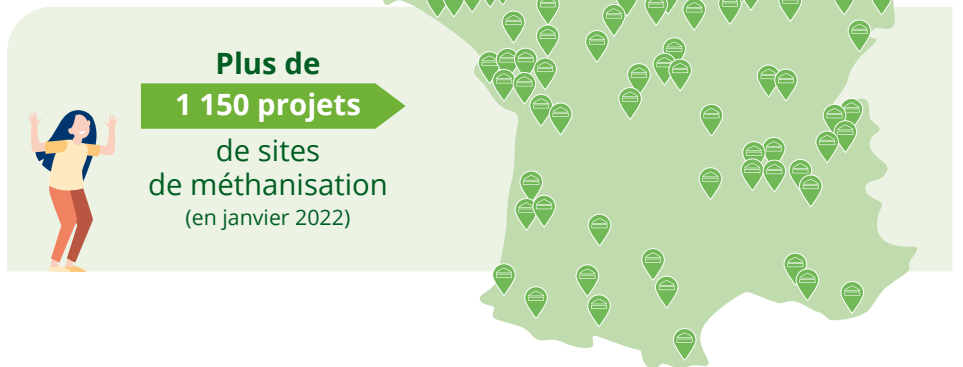 Plus de
1 150 projets
de sites
de méthanisation
(en janvier 2022)